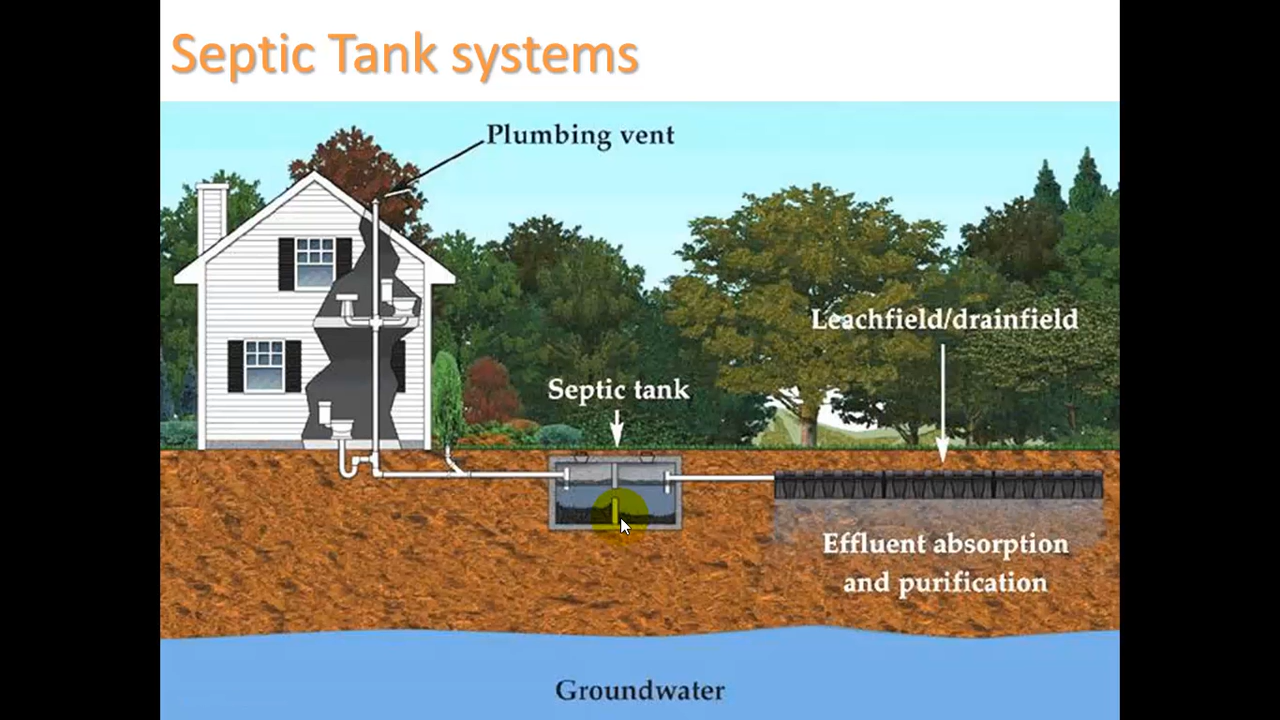 Septic Tank systems
Plumbing vent
Leachfield/drainfield
Septic tank
Effluent absorption
and purification
Groundwater